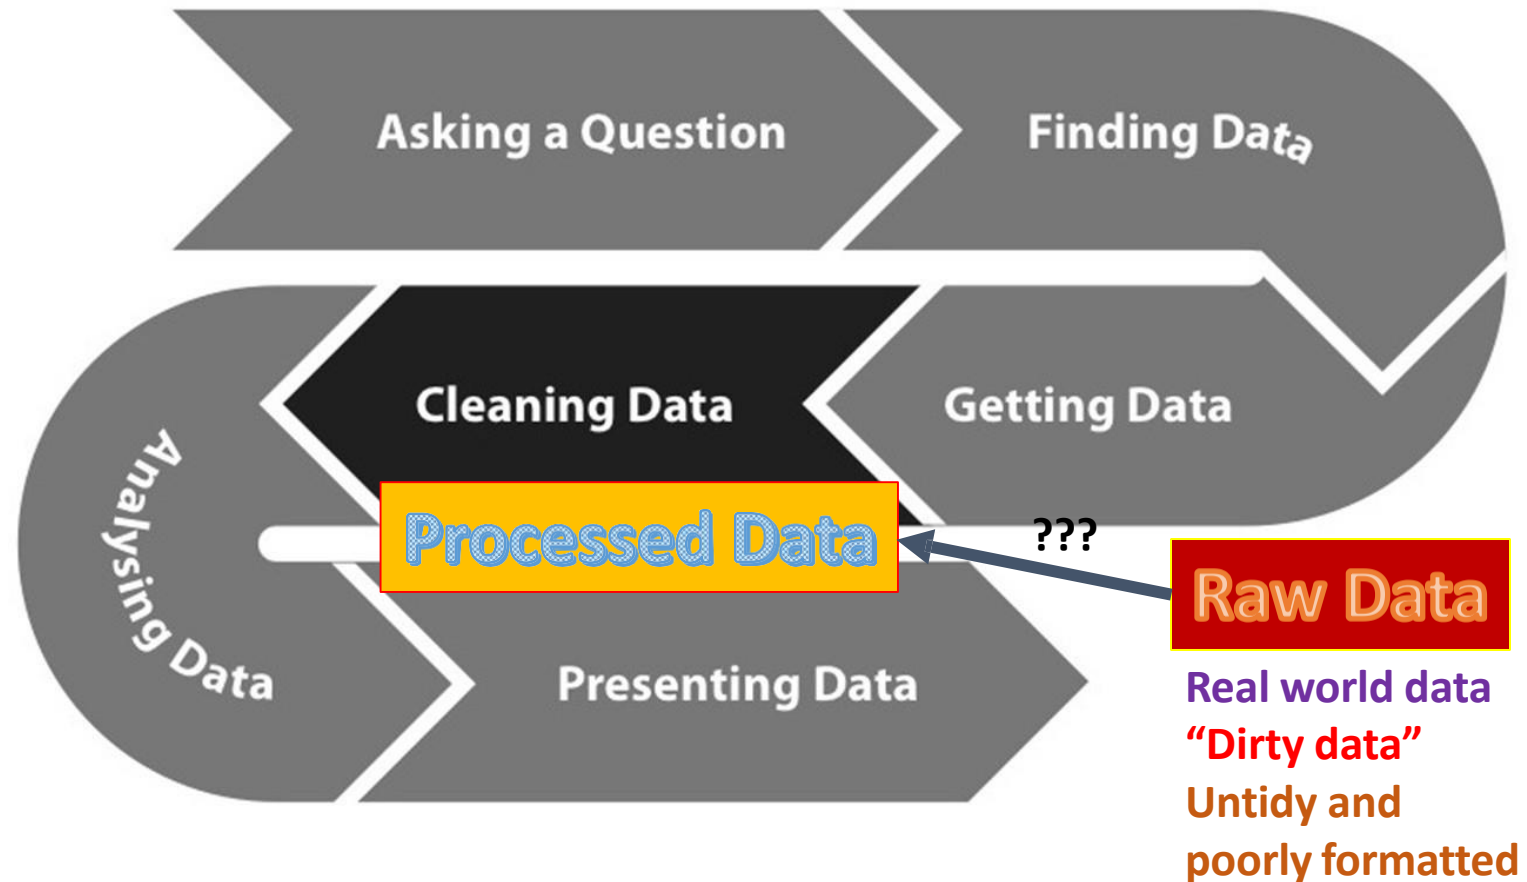 Asking a Question
Finding Data
Cleaning Data
Getting Data
Analysing Data
Processed Data
???
Raw Data
Presenting Data
Real world data
“Dirty data”
Untidy and
poorly formatted